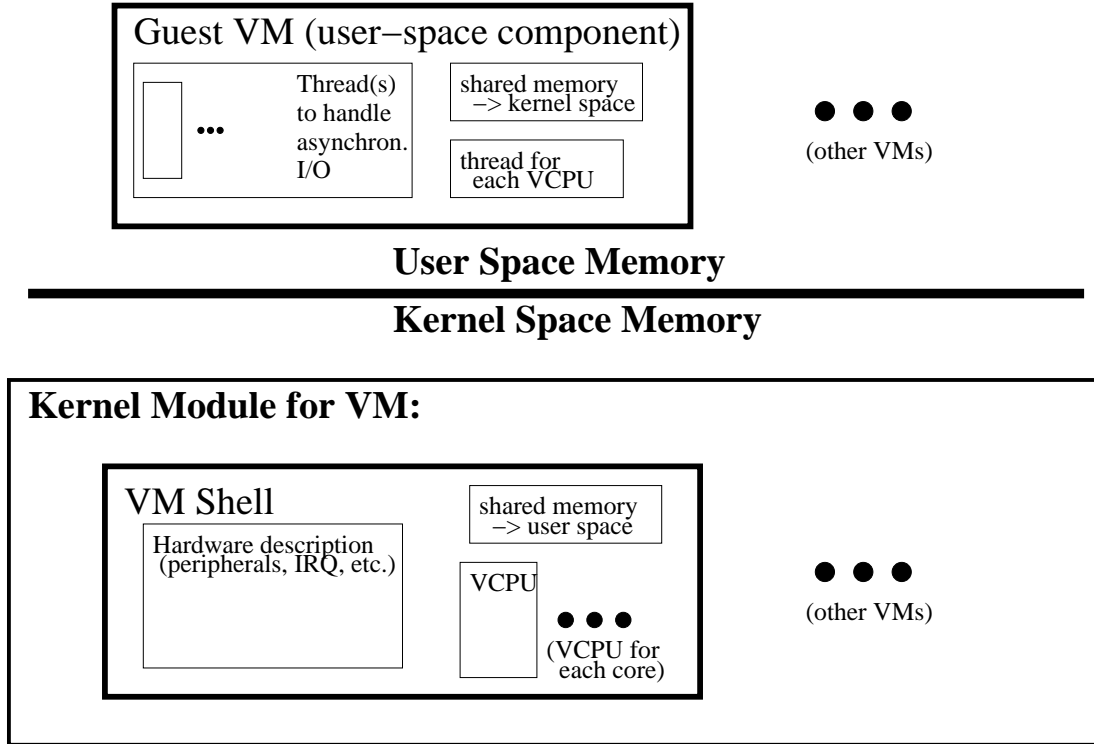 Guest VM (user−space component)
Thread(s)
to handle
asynchron.
I/O
shared memory
−> kernel space
thread for
each VCPU
(other VMs)
User Space Memory
Kernel Space Memory
Kernel Module for VM:
VM Shell
Hardware description
(peripherals, IRQ, etc.)
shared memory
−> user space
VCPU
(VCPU for
each core)
(other VMs)